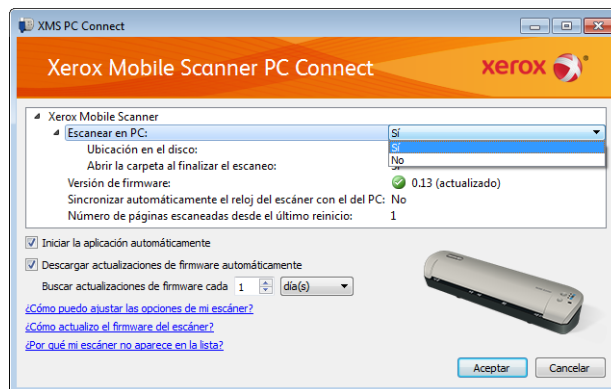 XMS PC Connect
Xerox Mobile Scanner PC Connect
xerox
Xerox Mobile Scanner
Escanear en PC: Sí
Sí
No
Ubicación en el disco:
Abrir la carpeta al finalizar el escaneo:
Versión de firmware: 0.13 (actualizado)
Sincronizar automáticamente el reloj del escáner con el del PC: No
Número de páginas escaneadas desde el último reinicio: 1
Iniciar la aplicación automáticamente
Descargar actualizaciones de firmware automáticamente
Buscar actualizaciones de firmware cada 1 día(s)
¿Cómo puedo ajustar las opciones de mi escáner?
¿Cómo actualizo el firmware del escáner?
¿Por qué mi escáner no aparece en la lista?
Aceptar Cancelar